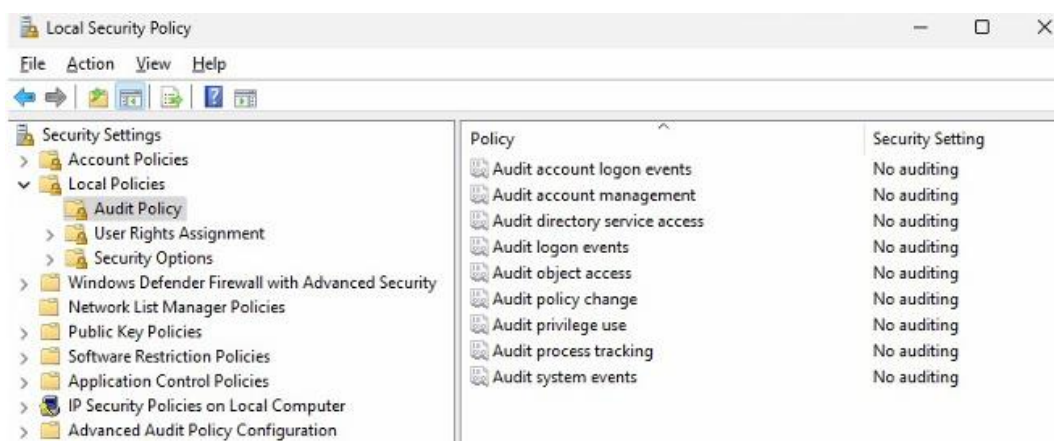 Local Security Policy
File Action View Help
Security Settings
Account Policies
Local Policies
Audit Policy
User Rights Assignment
Security Options
Windows Defender Firewall with Advanced Security
Network List Manager Policies
Public Key Policies
Software Restriction Policies
Application Control Policies
IP Security Policies on Local Computer
Advanced Audit Policy Configuration
Policy Security Setting
Audit account logon events No auditing
Audit account management No auditing
Audit directory service access No auditing
Audit logon events No auditing
Audit object access No auditing
Audit policy change No auditing
Audit privilege use No auditing
Audit process tracking No auditing
Audit system events No auditing